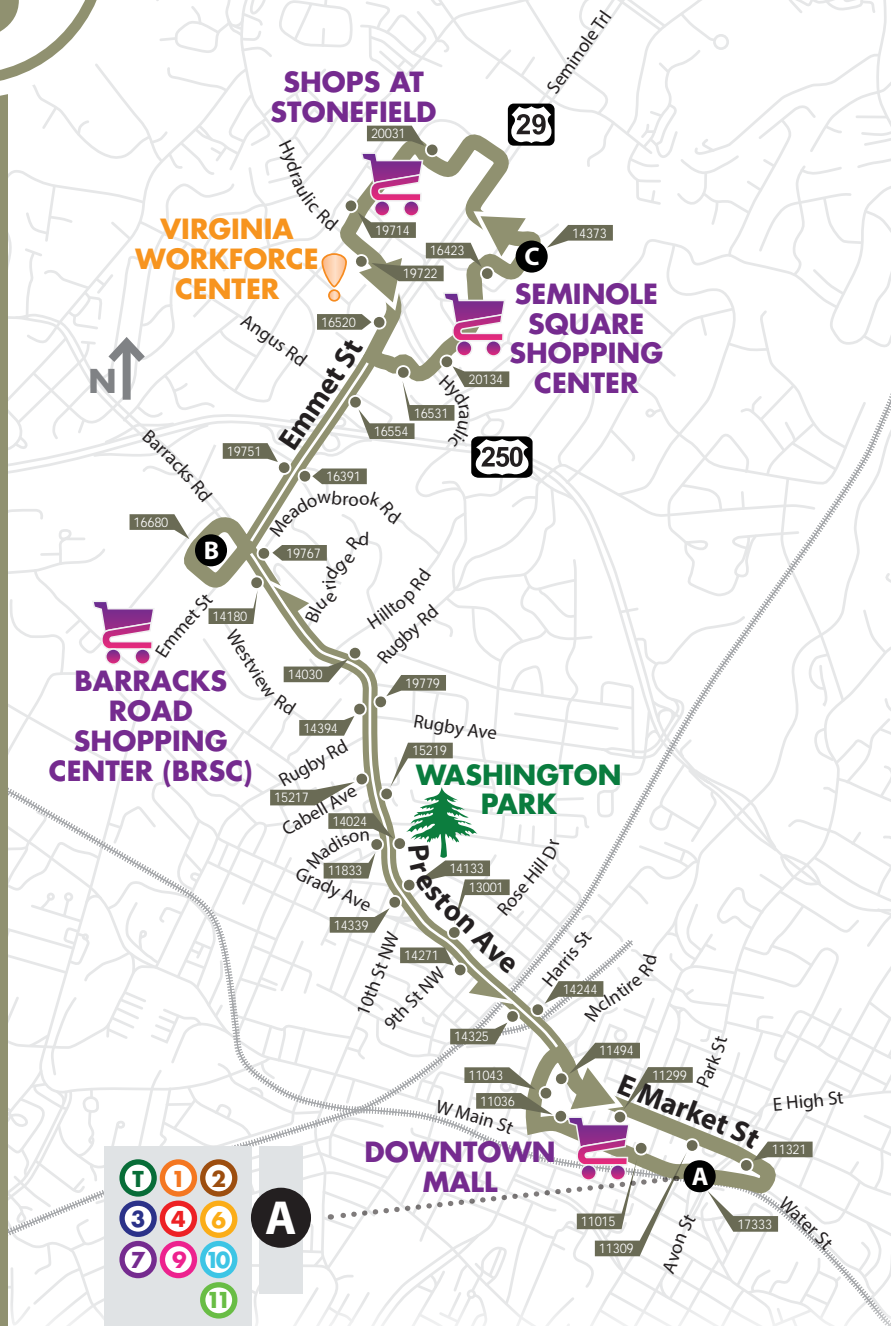 Seminole Trl
SHOPS AT
STONEFIELD
29
20031
Hydraulic Rd
19714
VIRGINIA
WORKFORCE
CENTER
19722
16423
14373
C
16520
SEMINOLE
SQUARE
SHOPPING
CENTER
Angus Rd
N
Emmet St
20134
Hydraulic
16531
16554
250
19751
16391
Barracks Rd
Meadowbrook Rd
16680
B
19767
Blue ridge Rd
14180
Emmet St
Hilltop Rd
Rugby Rd
Westview Rd
14030
BARRACKS
ROAD
SHOPPING
CENTER (BRSC)
19779
14394
Rugby Ave
Rugby Rd
15219
WASHINGTON
PARK
15217
Cabell Ave
14024
Madison
11833
Preston Ave
14133
Grady Ave
13001
Rose Hill Dr
14339
10th St NW
14271
9th St NW
Harris St
14244
McIntire Rd
14325
11494
11043
11299
Park St
11036
E Market St
E High St
W Main St
DOWNTOWN
MALL
11321
A
11015
11309
Avon St
17333
Water St
T
1
2
3
4
6
7
9
10
11
A